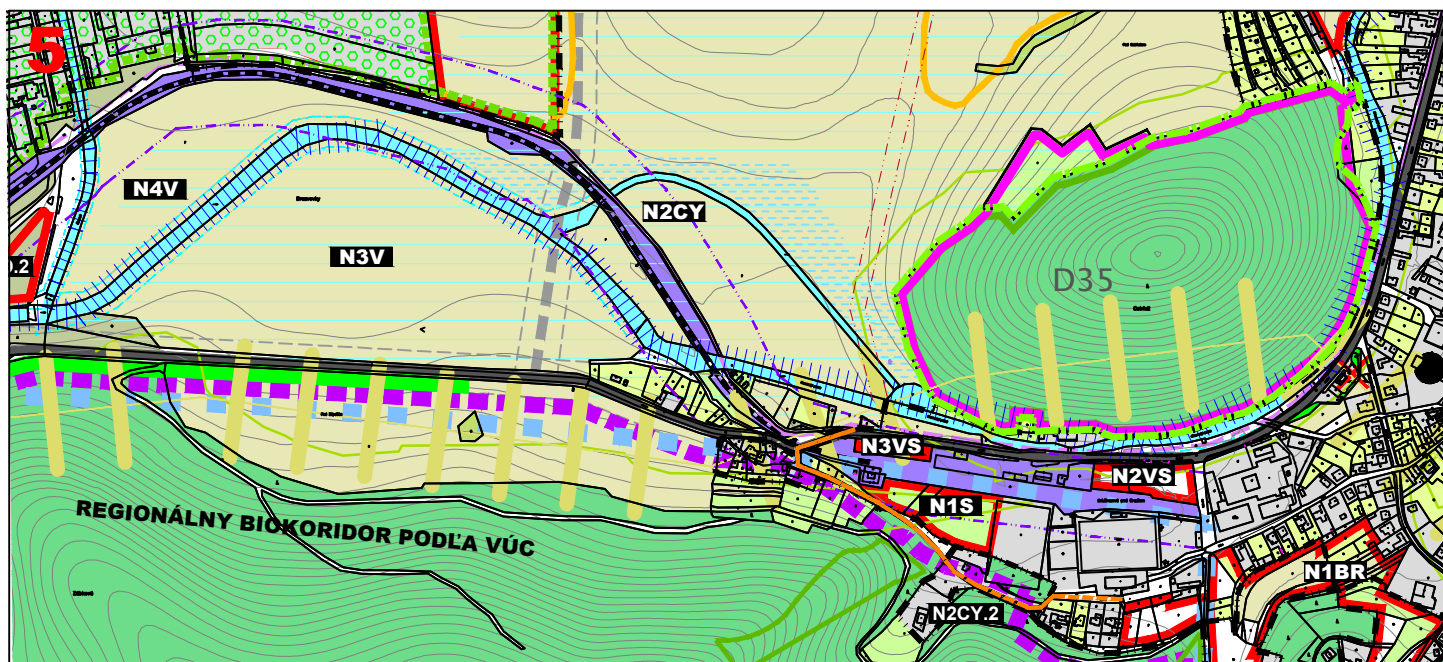 5
N4V
N2CY
N3V
.2
D35
N3VS
N2VS
N1S
REGIONÁLNY BIOKORIDOR PODĽA VÚC
N1BR
N2CY.2